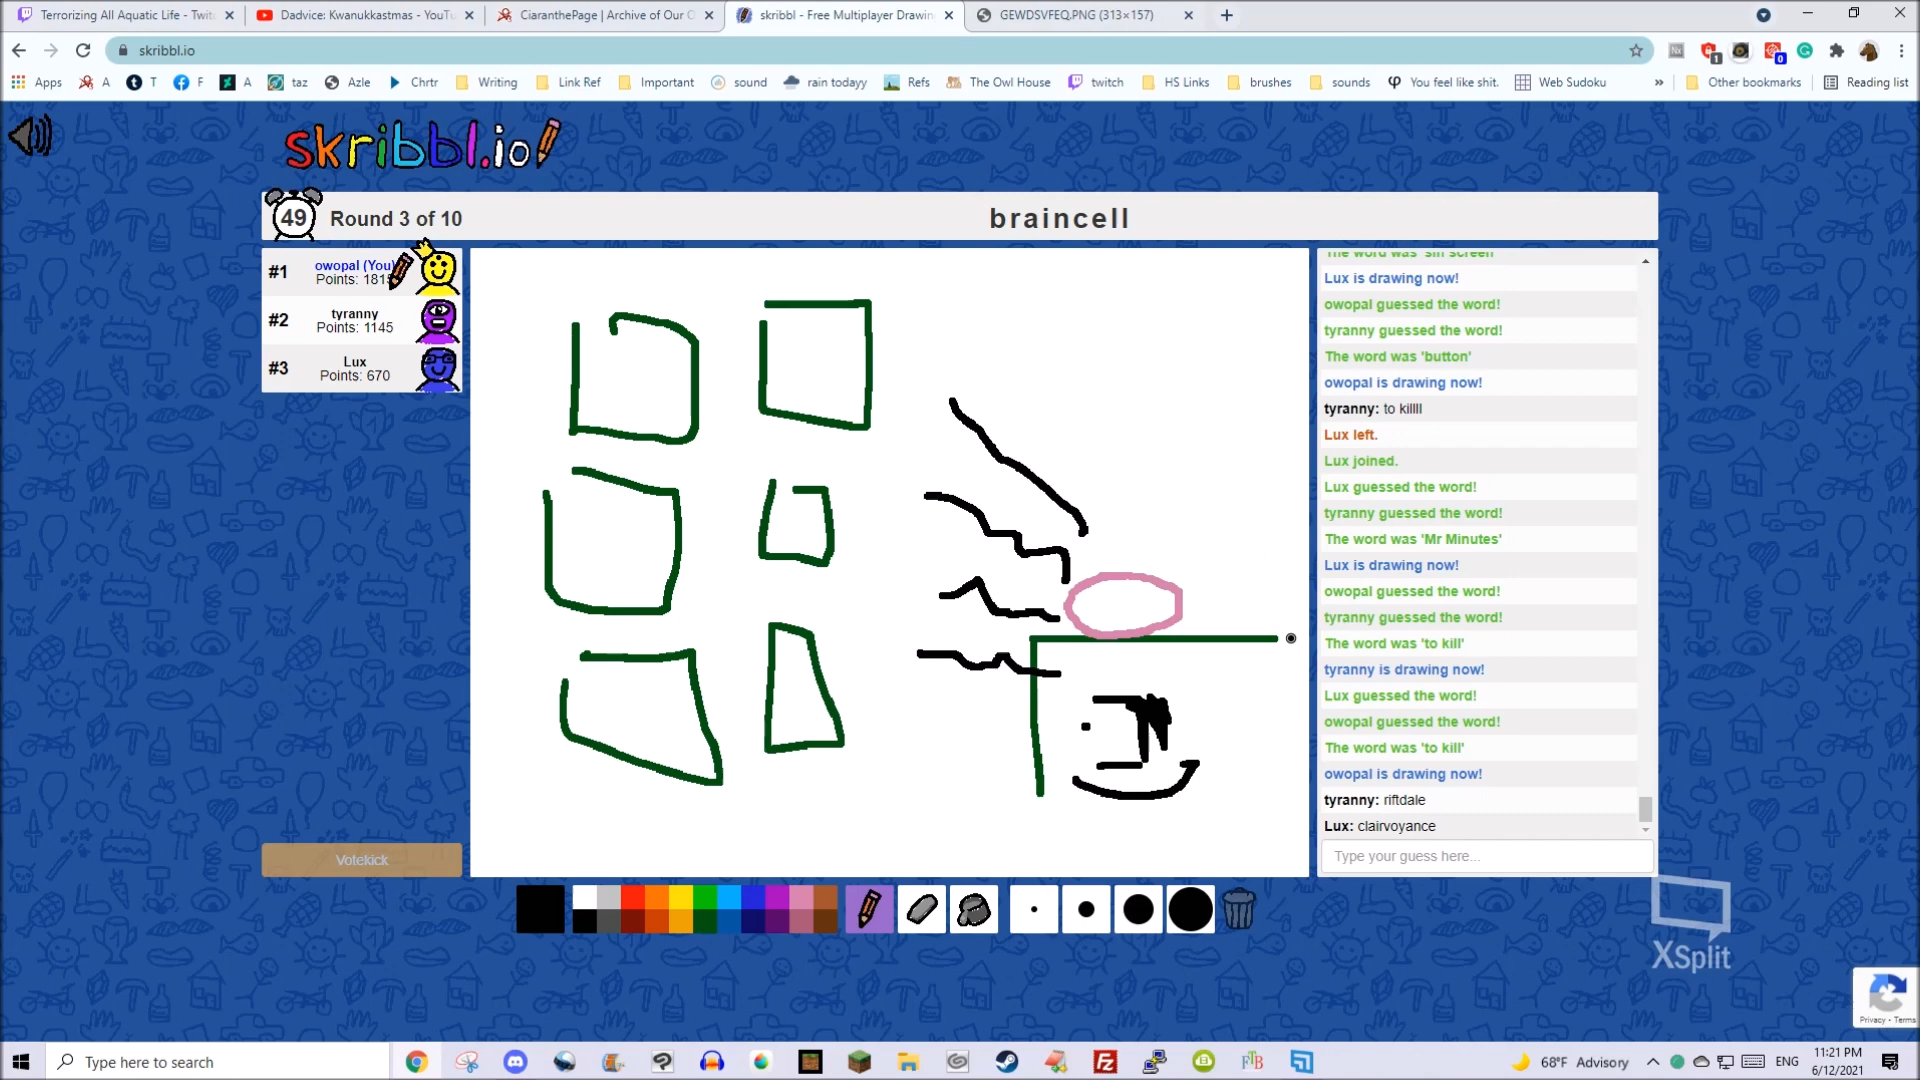 Terrorizing All Aquatic Life - Twit
Dadvice: Kwanukkastmas - YouTu
CiaranthePage | Archive of Our O
skribbl - Free Multiplayer Drawin
GEWDSVFEQ.PNG (313×157)
skribbl.io
Apps
A
T
F
A
taz
Azle
Chrtr
Writing
Link Ref
Important
sound
rain todayy
Refs
The Owl House
twitch
HS Links
brushes
sounds
You feel like shit.
Web Sudoku
»
Other bookmarks
Reading list
skribbl.io
49
Round 3 of 10
braincell
#1
owopal (You)
Points: 1815
#2
tyranny
Points: 1145
#3
Lux
Points: 670
Votekick
Lux is drawing now!
owopal guessed the word!
tyranny guessed the word!
The word was 'button'
owopal is drawing now!
tyranny: to killlll
Lux left.
Lux joined.
Lux guessed the word!
tyranny guessed the word!
The word was 'Mr Minutes'
Lux is drawing now!
owopal guessed the word!
tyranny guessed the word!
The word was 'to kill'
tyranny is drawing now!
Lux guessed the word!
owopal guessed the word!
The word was 'to kill'
owopal is drawing now!
tyranny: riftdale
Lux: clairvoyance
Type your guess here...
XSplit
Privacy - Terms
Type here to search
68°F Advisory
ENG
11:21 PM
6/12/2021